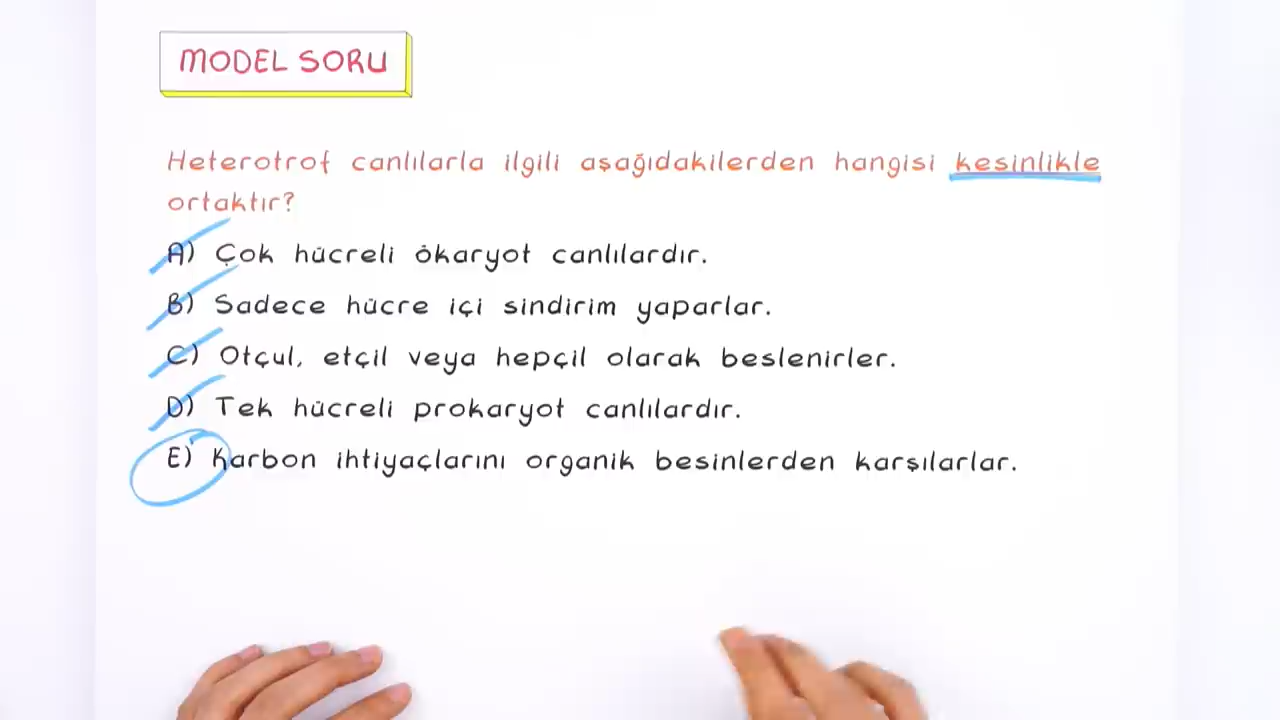 MODEL SORU
Heterotrof canlılarla ilgili aşağıdakilerden hangisi kesinlikle
ortaktır?
A) Çok hücreli ökaryot canlılardır.
B) Sadece hücre içi sindirim yaparlar.
C) Otçul, etçil veya hepçil olarak beslenirler.
D) Tek hücreli prokaryot canlılardır.
E) Karbon ihtiyaçlarını organik besinlerden karşılarlar.